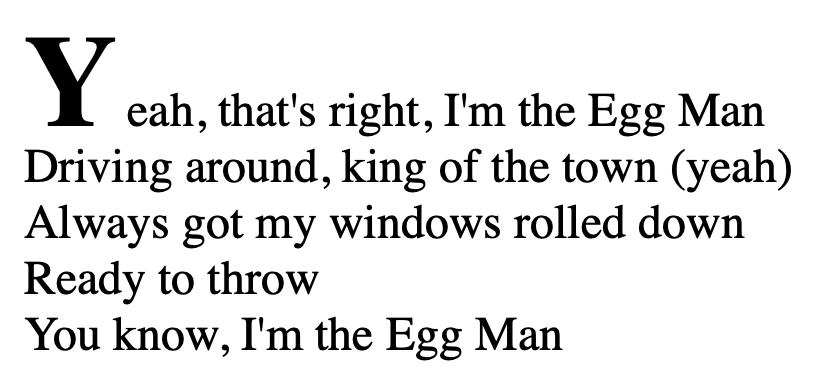 Yeah, that's right, I'm the Egg Man
Driving around, king of the town (yeah)
Always got my windows rolled down
Ready to throw
You know, I'm the Egg Man